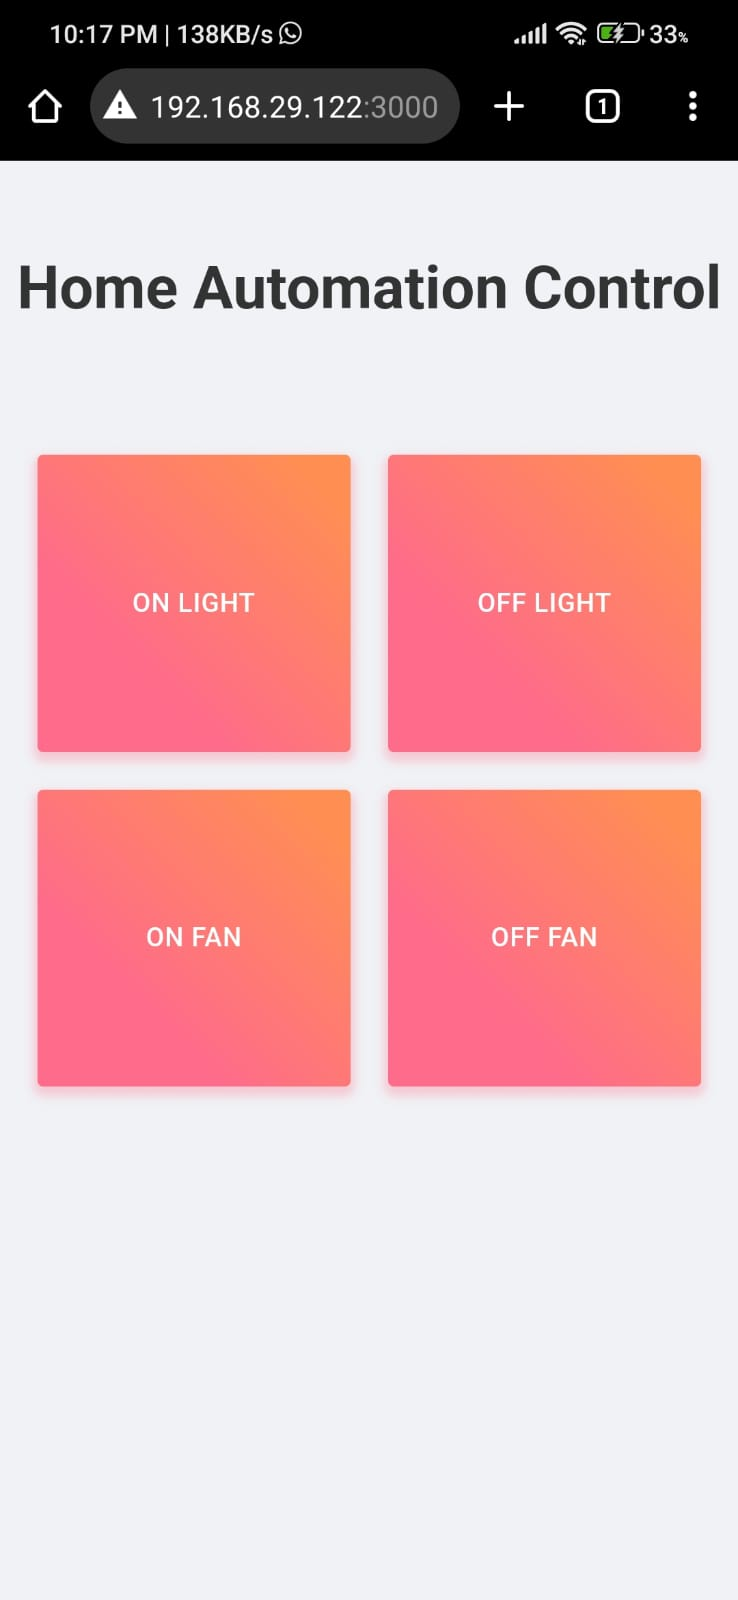 10:17 PM | 138KB/s 33%
192.168.29.122:3000 1
Home Automation Control
ON LIGHT OFF LIGHT
ON FAN OFF FAN